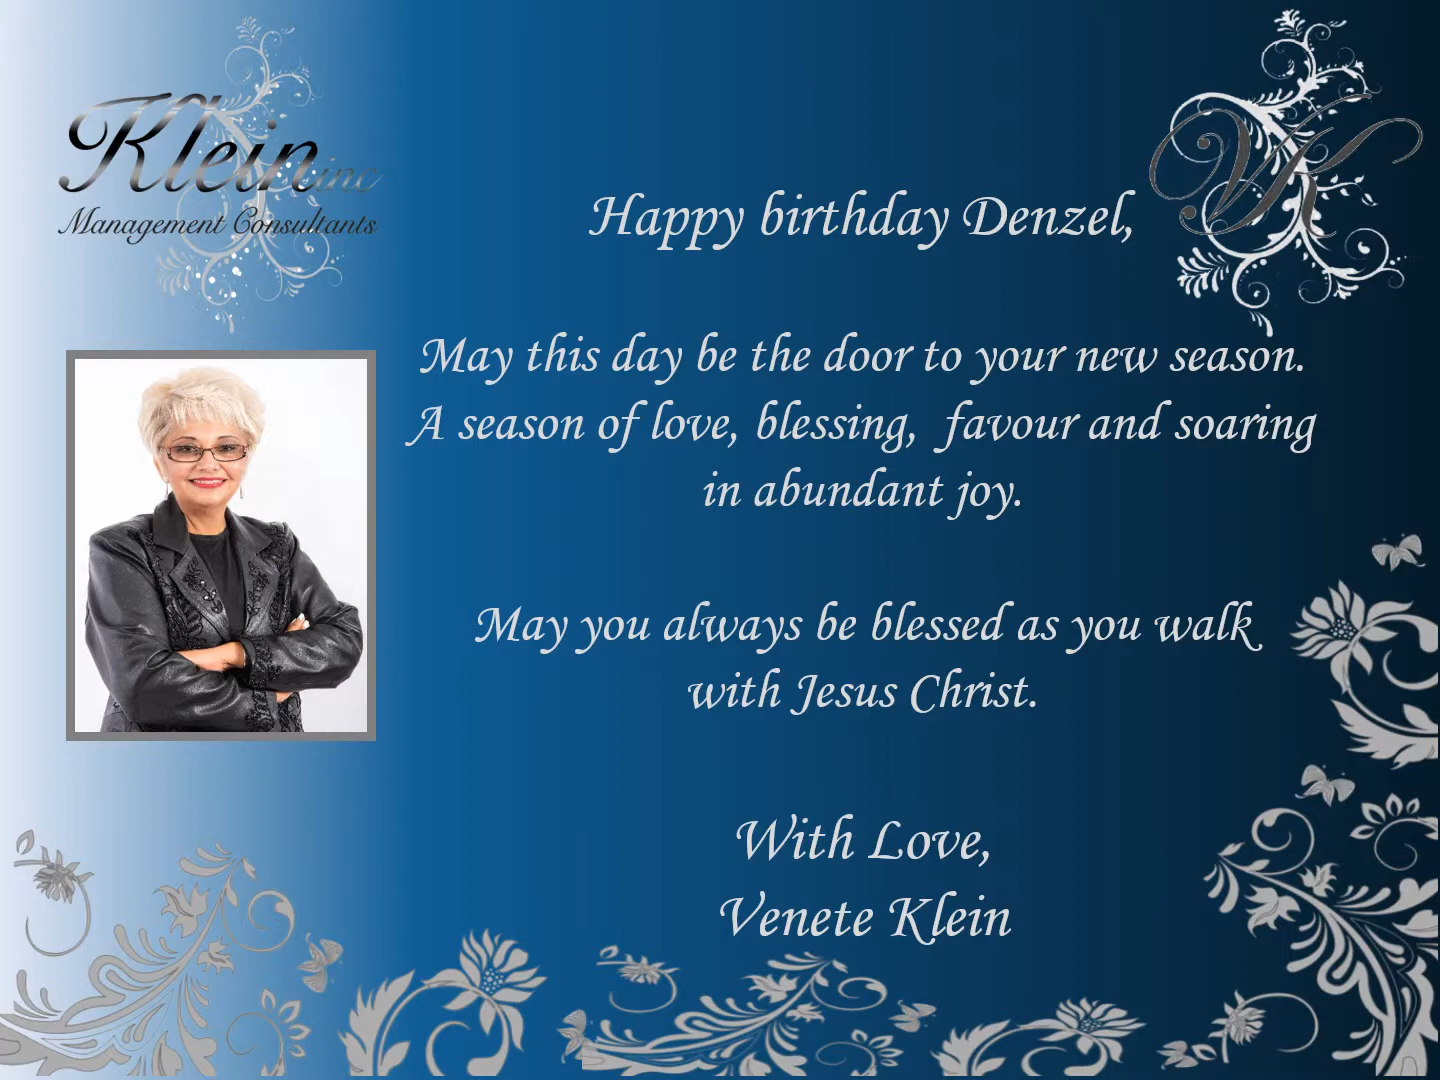 Klein inc
Management Consultants
VK
Happy birthday Denzel,
May this day be the door to your new season.
A season of love, blessing, favour and soaring
in abundant joy.
May you always be blessed as you walk
with Jesus Christ.
With Love,
Venete Klein